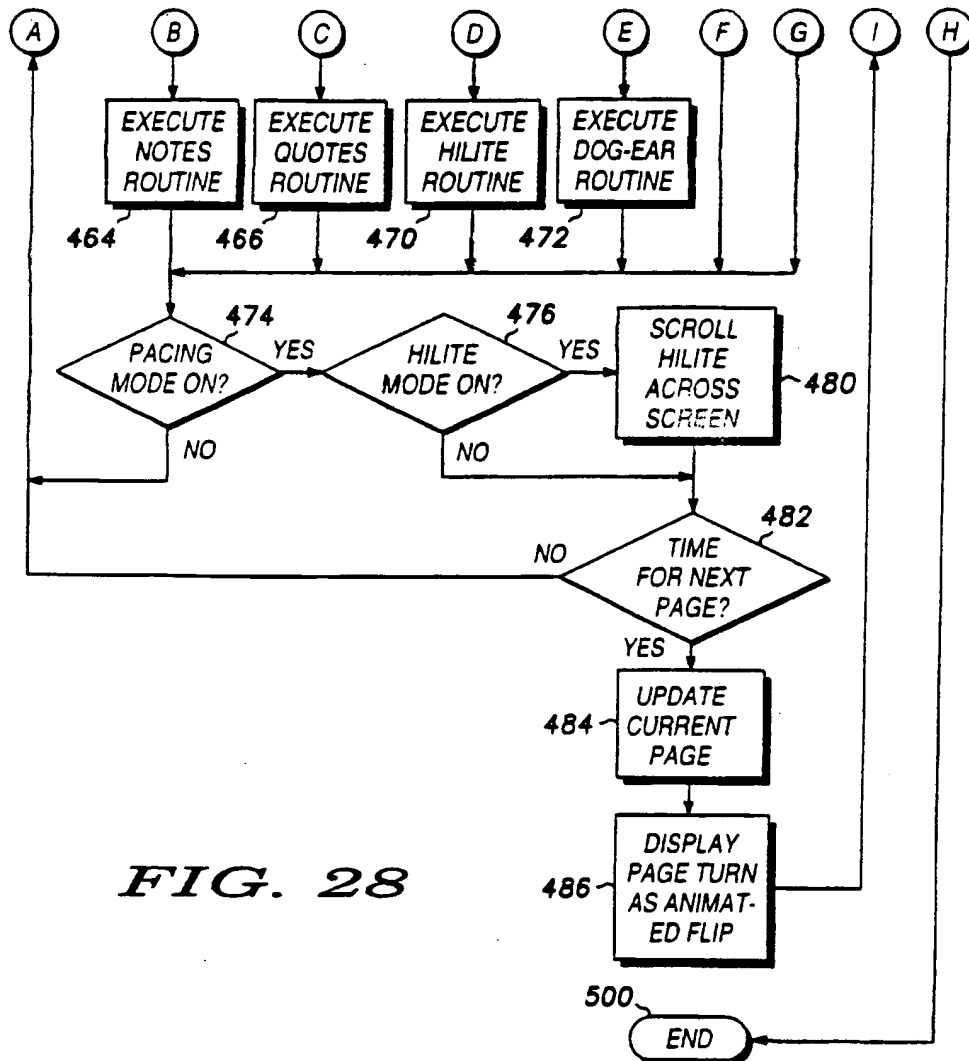 A
B
C
D
E
F
G
I
H
EXECUTE
NOTES
ROUTINE
464
EXECUTE
QUOTES
ROUTINE
466
EXECUTE
HILITE
ROUTINE
470
EXECUTE
DOG-EAR
ROUTINE
472
PACING
MODE ON?
474
YES
NO
HILITE
MODE ON?
476
YES
NO
SCROLL
HILITE
ACROSS
SCREEN
480
TIME
FOR NEXT
PAGE?
482
NO
YES
UPDATE
CURRENT
PAGE
484
DISPLAY
PAGE TURN
AS ANIMAT-
ED FLIP
486
FIG. 28
500
END